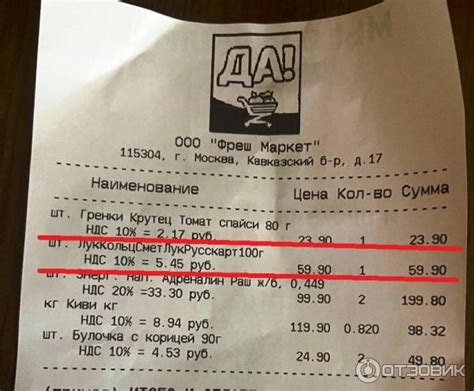 ДА!
ООО "Фреш Маркет"
115304, г. Москва, Кавказский б-р, д.17
Наименование Цена Кол-во Сумма
шт. Гренки Крутец Томат спайси 80 г
НДС 10% = 2.17 руб. 23.90 1 23.90
шт. ЛукКольцСметЛукРусскарт100г
НДС 10% = 5.45 руб. 59.90 1 59.90
шт. Энерг. нап. Адреналин Раш ж/б, 0,449
НДС 20% =33.30 руб. 99.90 2 199.80
кг Киви кг
НДС 10% = 8.94 руб. 119.90 0.820 98.32
шт. Булочка с корицей 90г
НДС 10% = 4.53 руб. 24.90 2 49.80
ОТЗОВИК